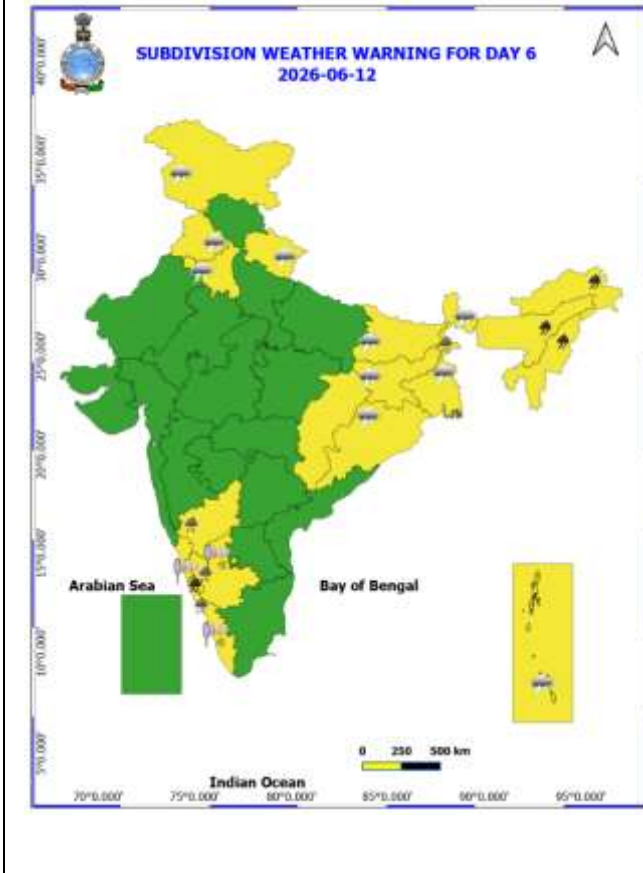 SUBDIVISION WEATHER WARNING FOR DAY 6
2026-06-12
40°0.000'
35°0.000'
30°0.000'
25°0.000'
20°0.000'
15°0.000'
10°0.000'
5°0.000'
Arabian Sea
Bay of Bengal
0 250 500 km
Indian Ocean
70°0.000' 75°0.000' 80°0.000' 85°0.000' 90°0.000' 95°0.000'